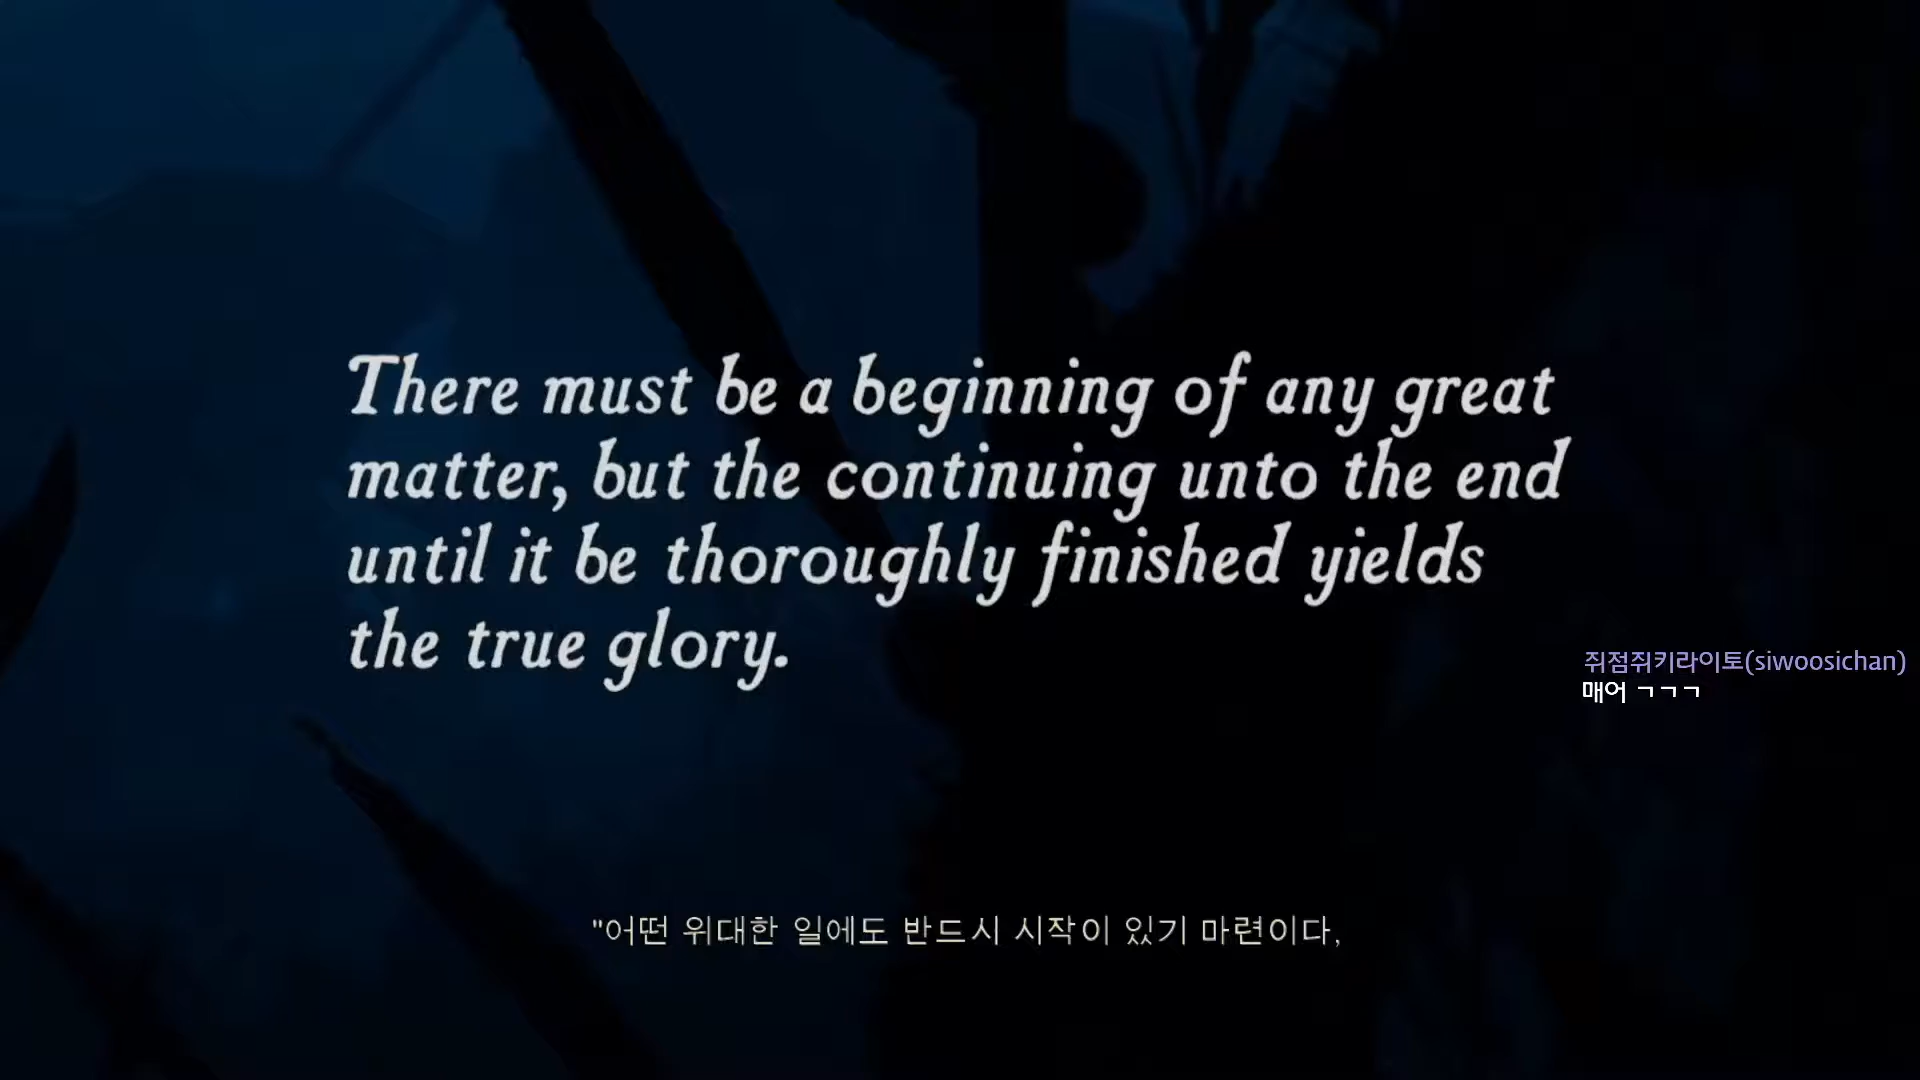 There must be a beginning of any great
matter, but the continuing unto the end
until it be thoroughly finished yields
the true glory.
쥐점쥐키라이토(siwoosichan)
매어 ㄱㄱㄱ
"어떤 위대한 일에도 반드시 시작이 있기 마련이다,